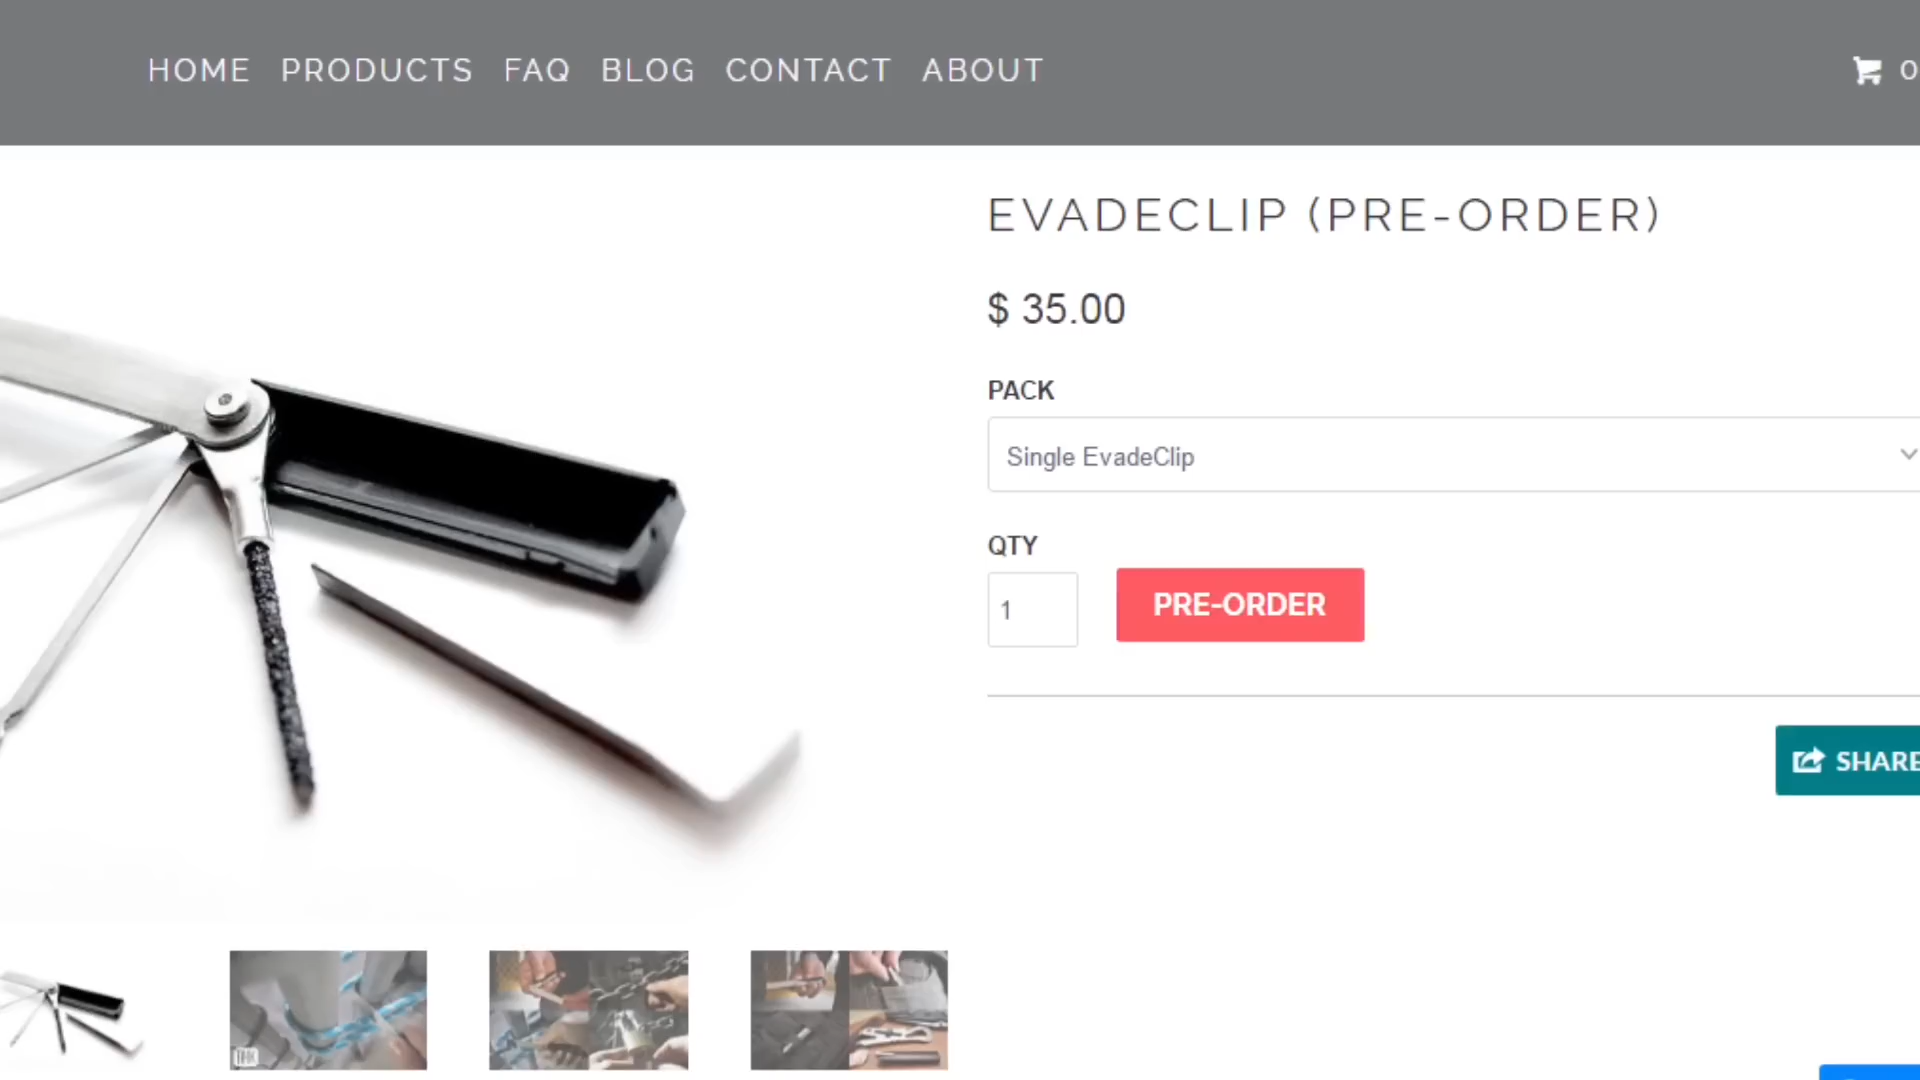 HOME PRODUCTS FAQ BLOG CONTACT ABOUT
0
EVADECLIP (PRE-ORDER)
$ 35.00
PACK
Single EvadeClip
QTY
1
PRE-ORDER
SHARE